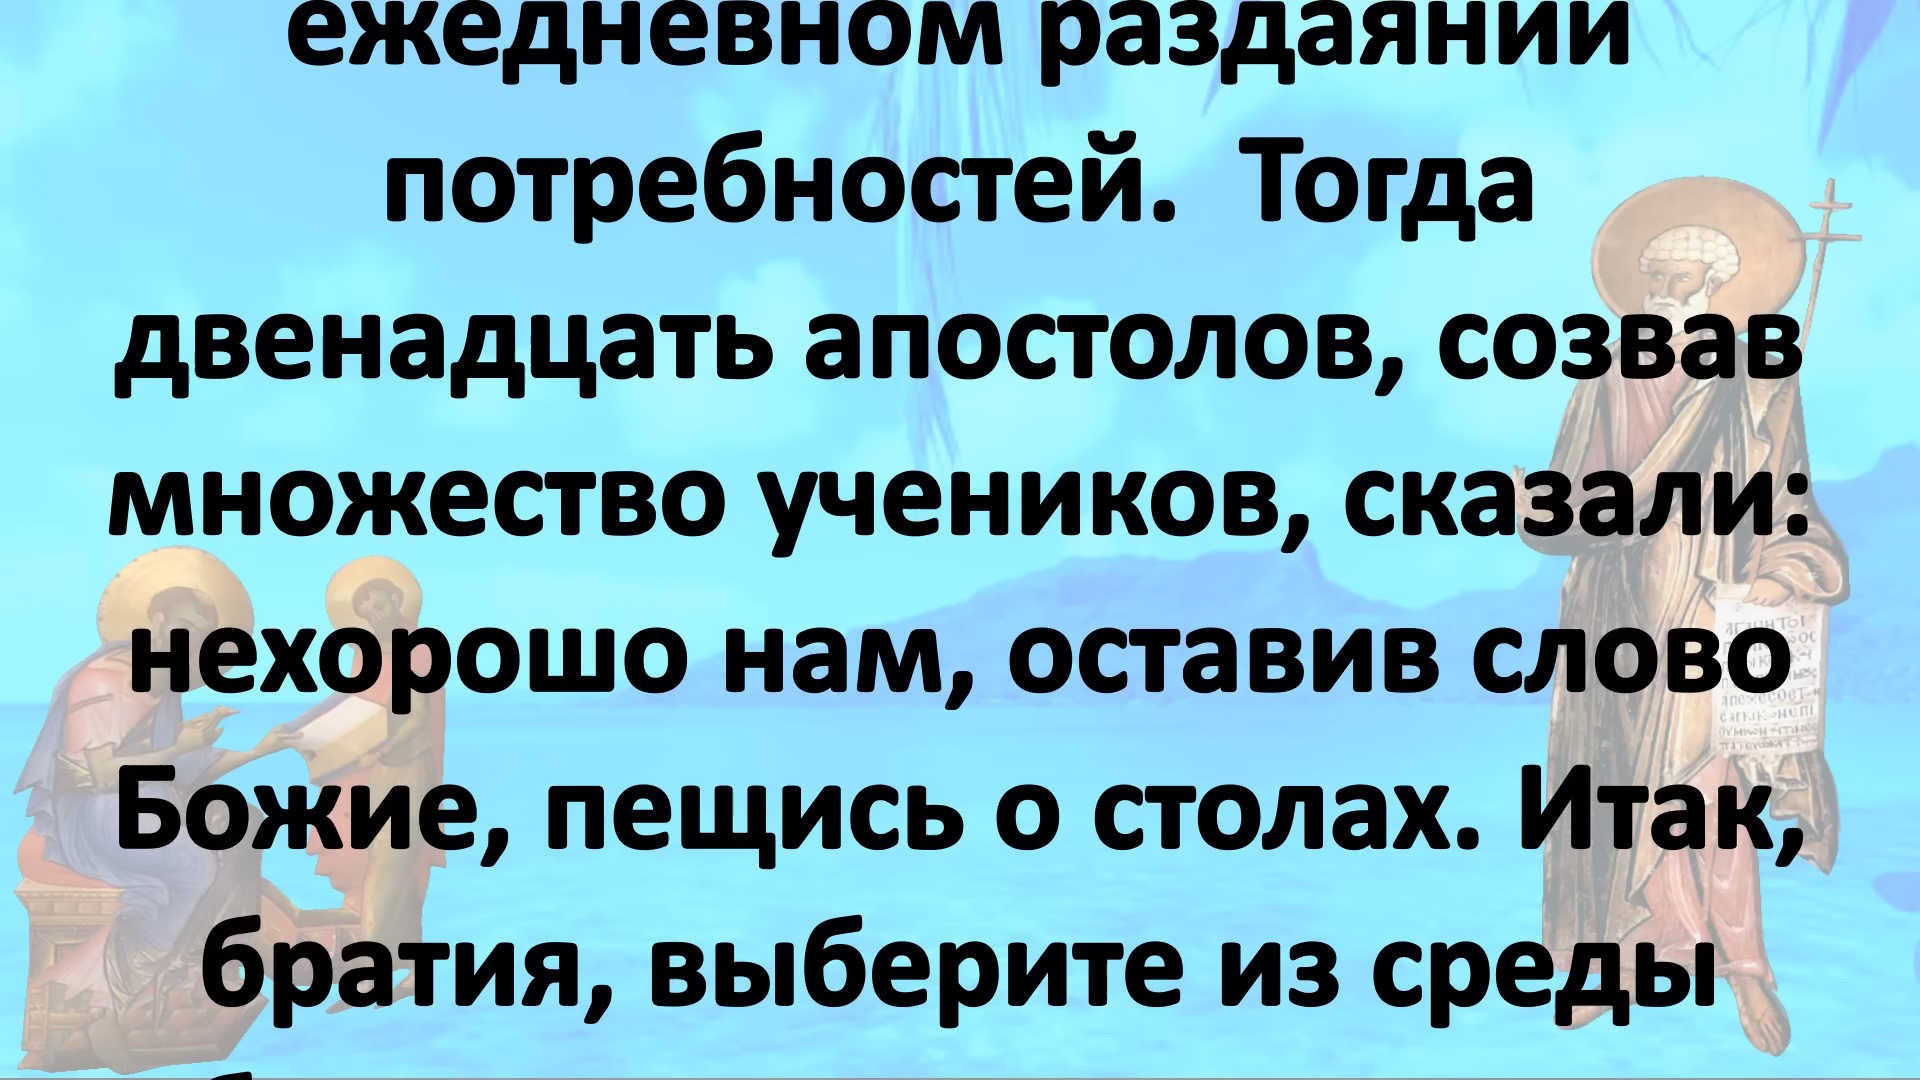 ежедневном раздаянии
потребностей.  Тогда
двенадцать апостолов, созвав
множество учеников, сказали:
нехорошо нам, оставив слово
Божие, пещись о столах. Итак,
братия, выберите из среды